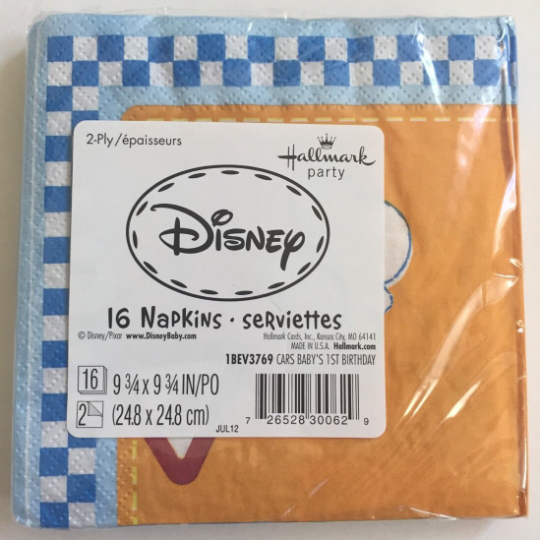 2-Ply/épaisseurs
Hallmark
party
Disney
16 Napkins • serviettes
© Disney/Pixar www.DisneyBaby.com
Hallmark Cards, Inc., Kansas City, MO 64141
MADE IN U.S.A. Hallmark.com
1BEV3769 CARS BABY'S 1ST BIRTHDAY
16 9 3/4 x 9 3/4 IN/PO
2 (24.8 x 24.8 cm)
JUL12
7 26528 30062 9